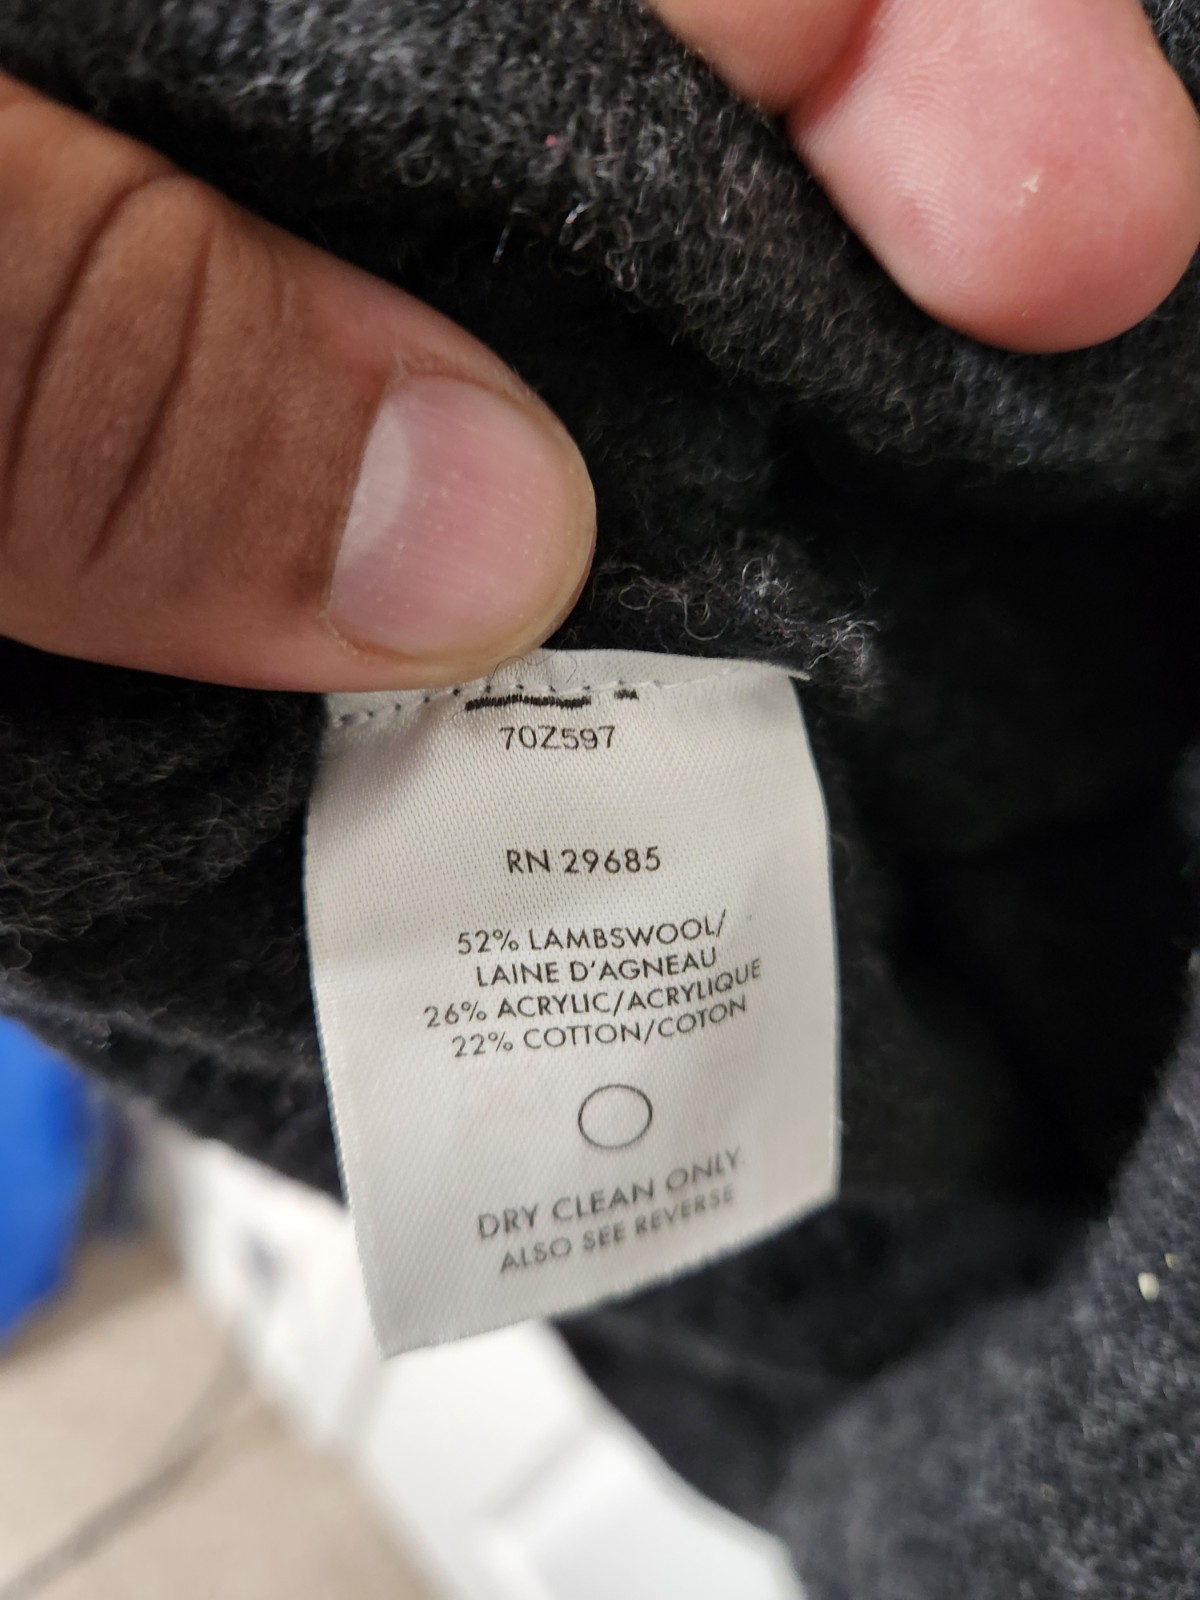 70Z597
RN 29685
52% LAMBSWOOL/
LAINE D'AGNEAU
26% ACRYLIC/ACRYLIQUE
22% COTTON/COTON
DRY CLEAN ONLY
ALSO SEE REVERSE